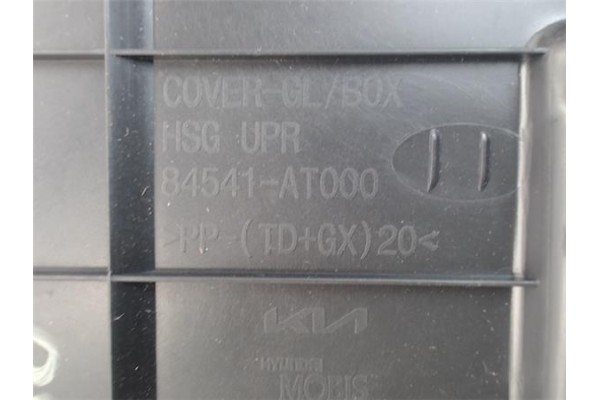 COVER-GL/BOX
HSG UPR
84541-AT000
>PP-(TD+GX)20<
KIA
HYUNDAI
MOBIS